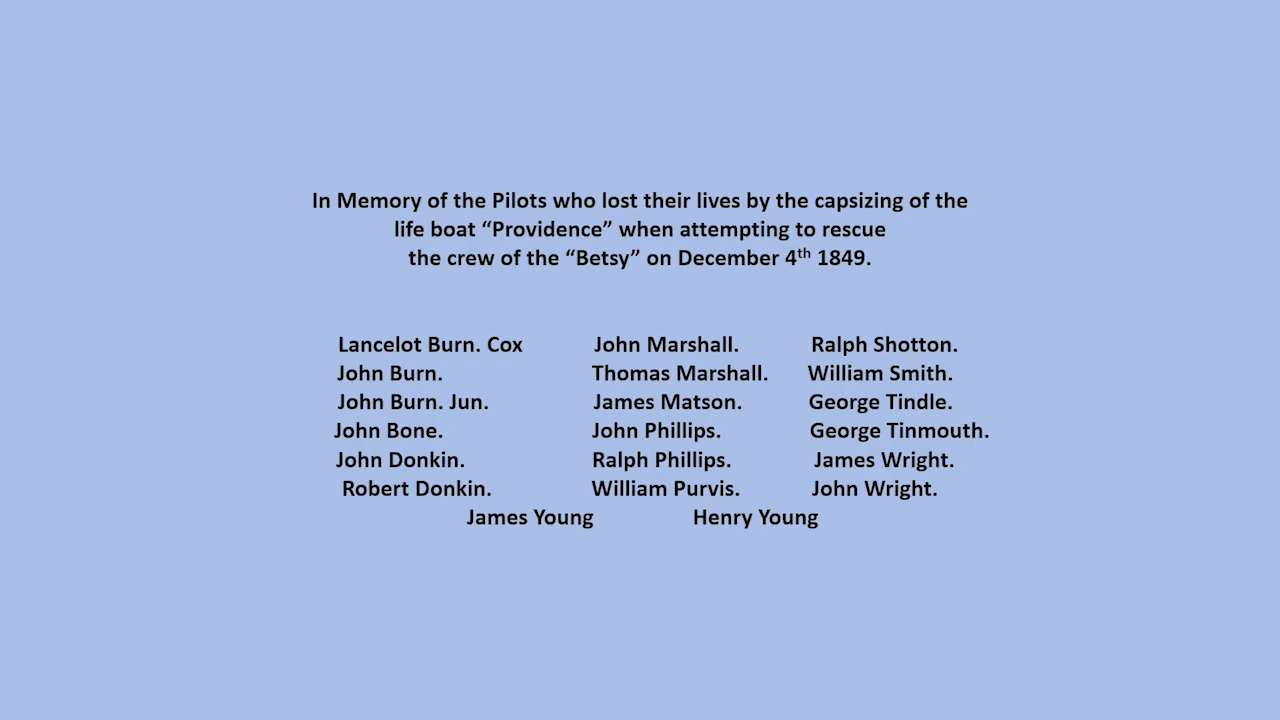 In Memory of the Pilots who lost their lives by the capsizing of the
life boat “Providence” when attempting to rescue
the crew of the “Betsy” on December 4th 1849.
Lancelot Burn. Cox John Marshall. Ralph Shotton.
John Burn. Thomas Marshall. William Smith.
John Burn. Jun. James Matson. George Tindle.
John Bone. John Phillips. George Tinmouth.
John Donkin. Ralph Phillips. James Wright.
Robert Donkin. William Purvis. John Wright.
James Young Henry Young